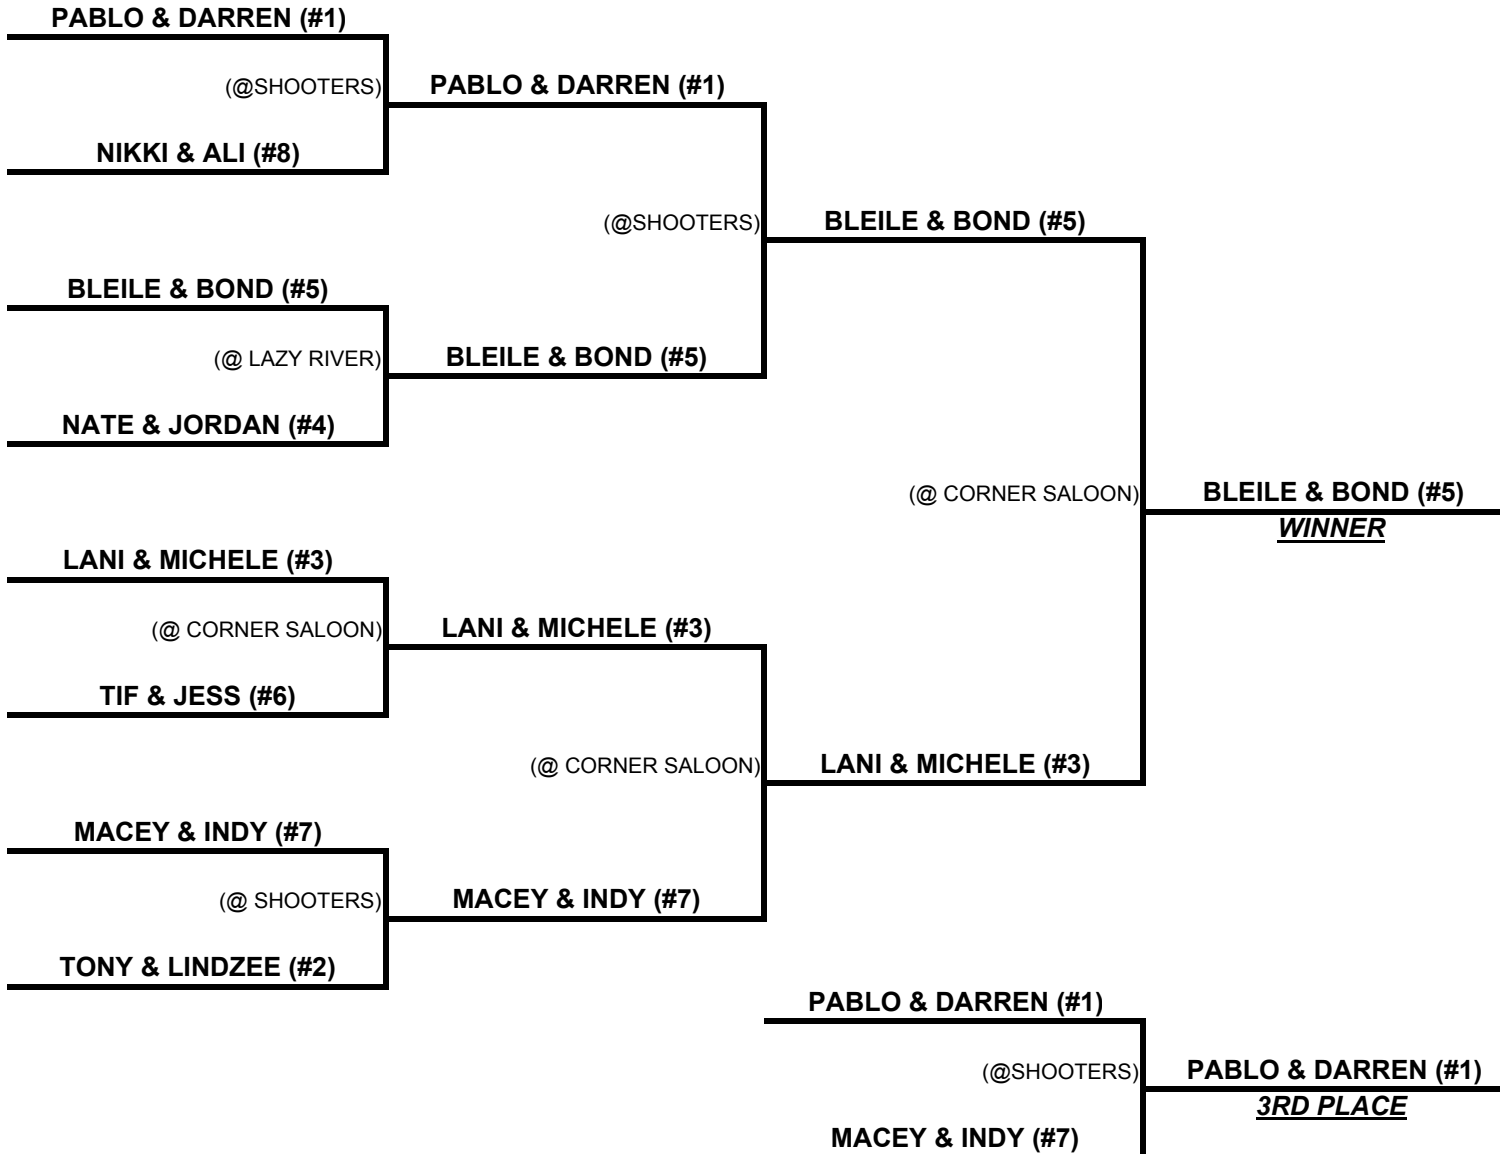 PABLO & DARREN (#1)
(@SHOOTERS)
PABLO & DARREN (#1)
NIKKI & ALI (#8)
(@SHOOTERS)
BLEILE & BOND (#5)
BLEILE & BOND (#5)
(@ LAZY RIVER)
BLEILE & BOND (#5)
NATE & JORDAN (#4)
(@ CORNER SALOON)
BLEILE & BOND (#5)
WINNER
LANI & MICHELE (#3)
(@ CORNER SALOON)
LANI & MICHELE (#3)
TIF & JESS (#6)
(@ CORNER SALOON)
LANI & MICHELE (#3)
MACEY & INDY (#7)
(@ SHOOTERS)
MACEY & INDY (#7)
TONY & LINDZEE (#2)
PABLO & DARREN (#1)
(@SHOOTERS)
PABLO & DARREN (#1)
3RD PLACE
MACEY & INDY (#7)